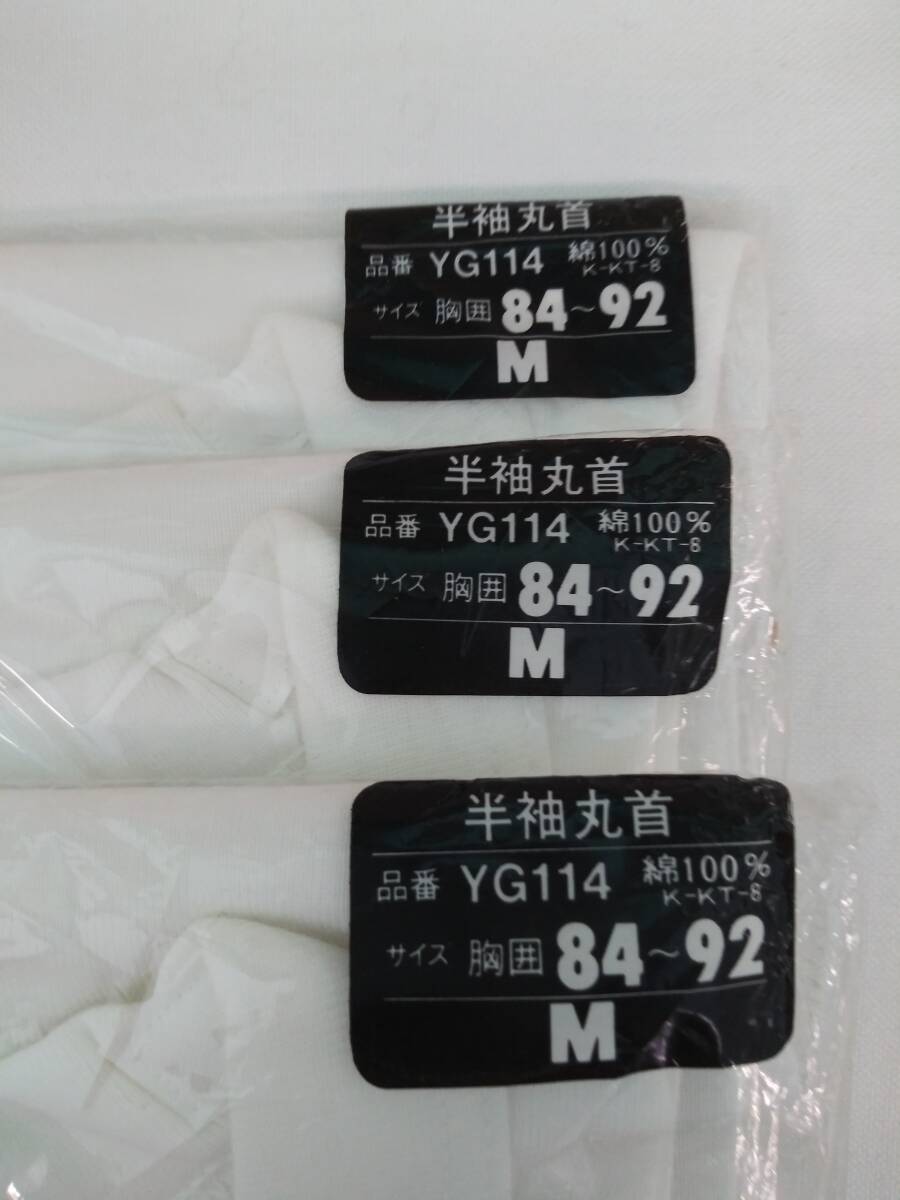 半袖丸首
品番 YG114 綿100%
K-KT-8
サイズ 胸囲 84~92
M
半袖丸首
品番 YG114 綿100%
K-KT-8
サイズ 胸囲 84~92
M
半袖丸首
品番 YG114 綿100%
K-KT-8
サイズ 胸囲 84~92
M